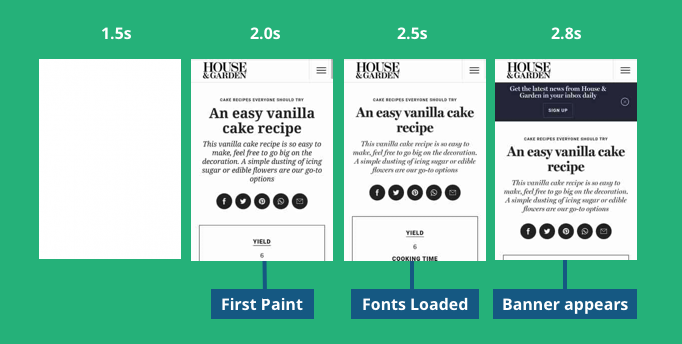 1.5s
2.0s
2.5s
2.8s
HOUSE
& GARDEN
CAKE RECIPES EVERYONE SHOULD TRY
An easy vanilla
cake recipe
This vanilla cake recipe is so easy to
make, feel free to go big on the
decoration. A simple dusting of icing
sugar or edible flowers are our go-to
options
YIELD
6
HOUSE
& GARDEN
CAKE RECIPES EVERYONE SHOULD TRY
An easy vanilla cake
recipe
This vanilla cake recipe is so easy to
make, feel free to go big on the decoration.
A simple dusting of icing sugar or edible
flowers are our go-to options
YIELD
6
COOKING TIME
HOUSE
& GARDEN
Get the latest news from House &
Garden in your inbox daily
SIGN UP
CAKE RECIPES EVERYONE SHOULD TRY
An easy vanilla cake
recipe
This vanilla cake recipe is so easy to
make, feel free to go big on the decoration.
A simple dusting of icing sugar or edible
flowers are our go-to options
First Paint
Fonts Loaded
Banner appears